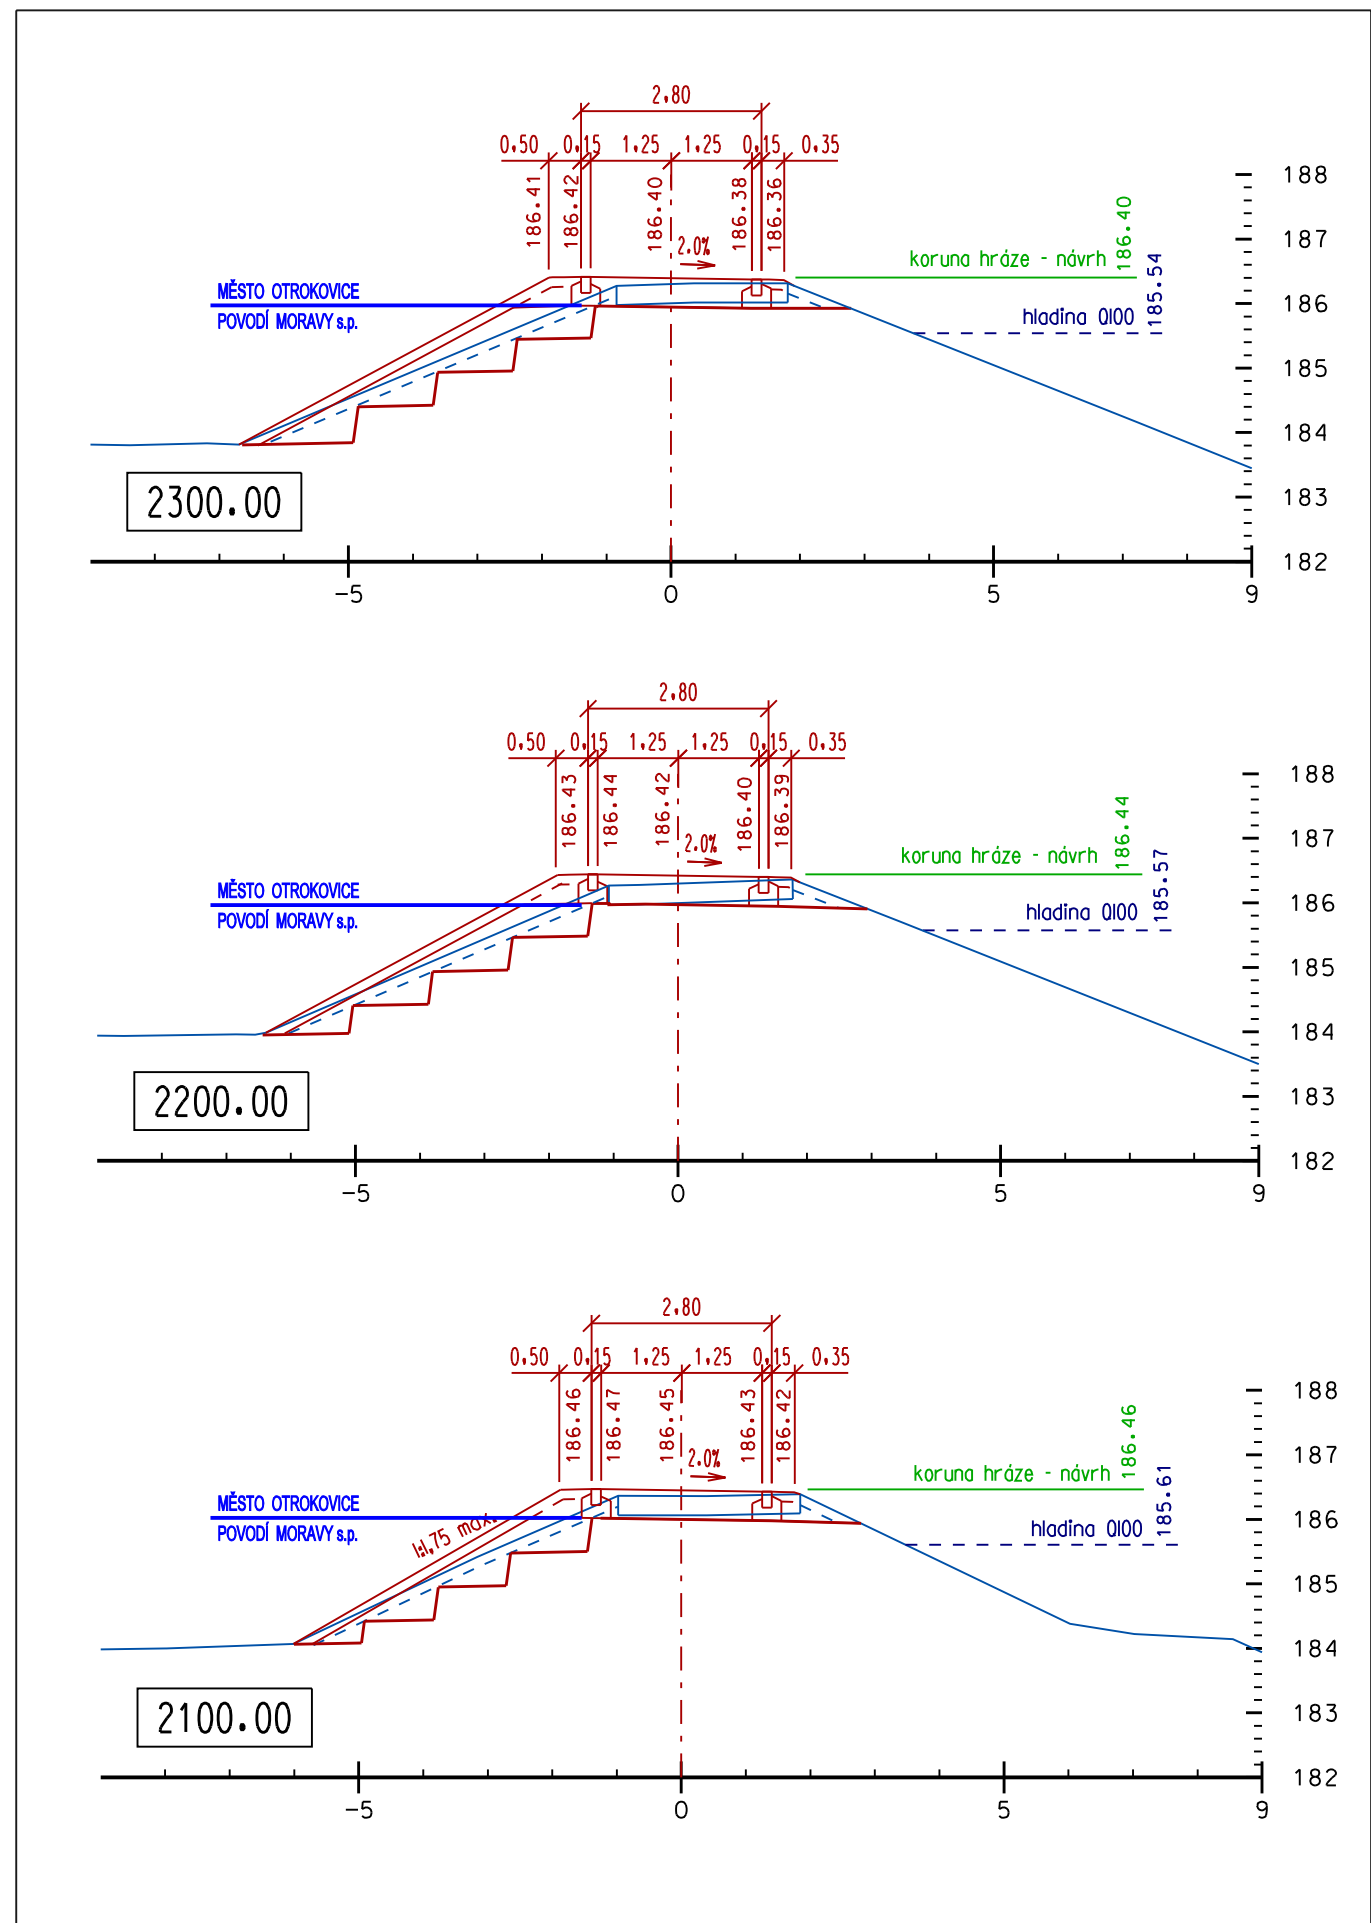 2.80
0.50 0.15 1.25 1.25 0.15 0.35
186.41 186.42 186.40 186.38 186.36
2.0%
koruna hráze - návrh 186.40
hladina Q100 185.54
MĚSTO OTROKOVICE
POVODÍ MORAVY s.p.
188
187
186
185
184
183
182
2300.00
-5 0 5 9
2.80
0.50 0.15 1.25 1.25 0.15 0.35
186.43 186.44 186.42 186.40 186.39
2.0%
koruna hráze - návrh 186.44
hladina Q100 185.57
MĚSTO OTROKOVICE
POVODÍ MORAVY s.p.
188
187
186
185
184
183
182
2200.00
-5 0 5 9
2.80
0.50 0.15 1.25 1.25 0.15 0.35
186.46 186.47 186.45 186.43 186.42
2.0%
koruna hráze - návrh 186.46
hladina Q100 185.61
MĚSTO OTROKOVICE
POVODÍ MORAVY s.p.
1:1,75 max.
188
187
186
185
184
183
182
2100.00
-5 0 5 9